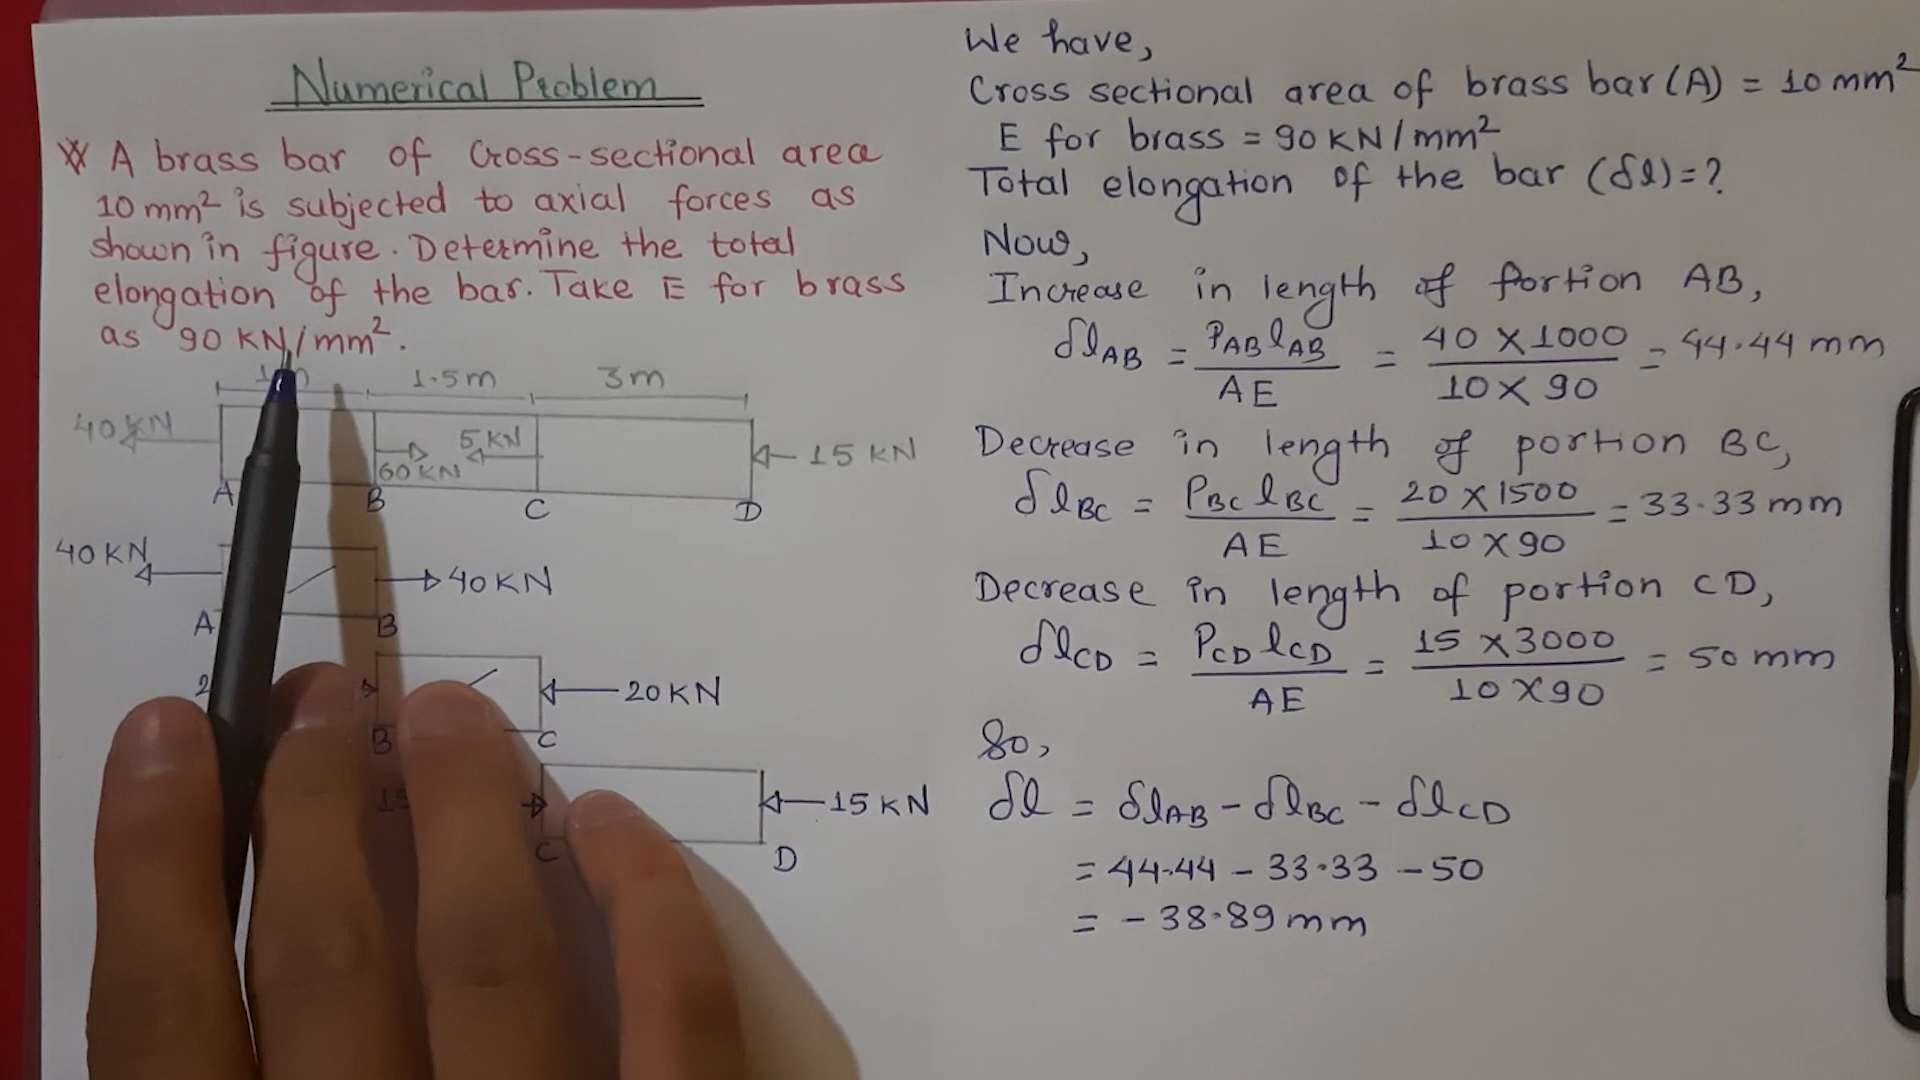 Numerical Problem
* A brass bar of cross-sectional area
10 mm² is subjected to axial forces as
shown in figure. Determine the total
elongation of the bar. Take E for brass
as 90 KN/mm².
1.5m 3m
40 KN 5 KN 60 KN 15 KN
A B C D
40 KN 40 KN
A B
20 KN
B C
15 KN
C D
We have,
Cross sectional area of brass bar (A) = 10 mm²
E for brass = 90 KN/mm²
Total elongation of the bar (δl) = ?
Now,
Increase in length of portion AB,
δlAB = PAB lAB / AE = 40 X 1000 / 10 X 90 = 44.44 mm
Decrease in length of portion BC,
δlBC = PBC lBC / AE = 20 X 1500 / 10 X 90 = 33.33 mm
Decrease in length of portion CD,
δlCD = PCD lCD / AE = 15 X 3000 / 10 X 90 = 50 mm
So,
δl = δlAB - δlBC - δlCD
= 44.44 - 33.33 - 50
= - 38.89 mm